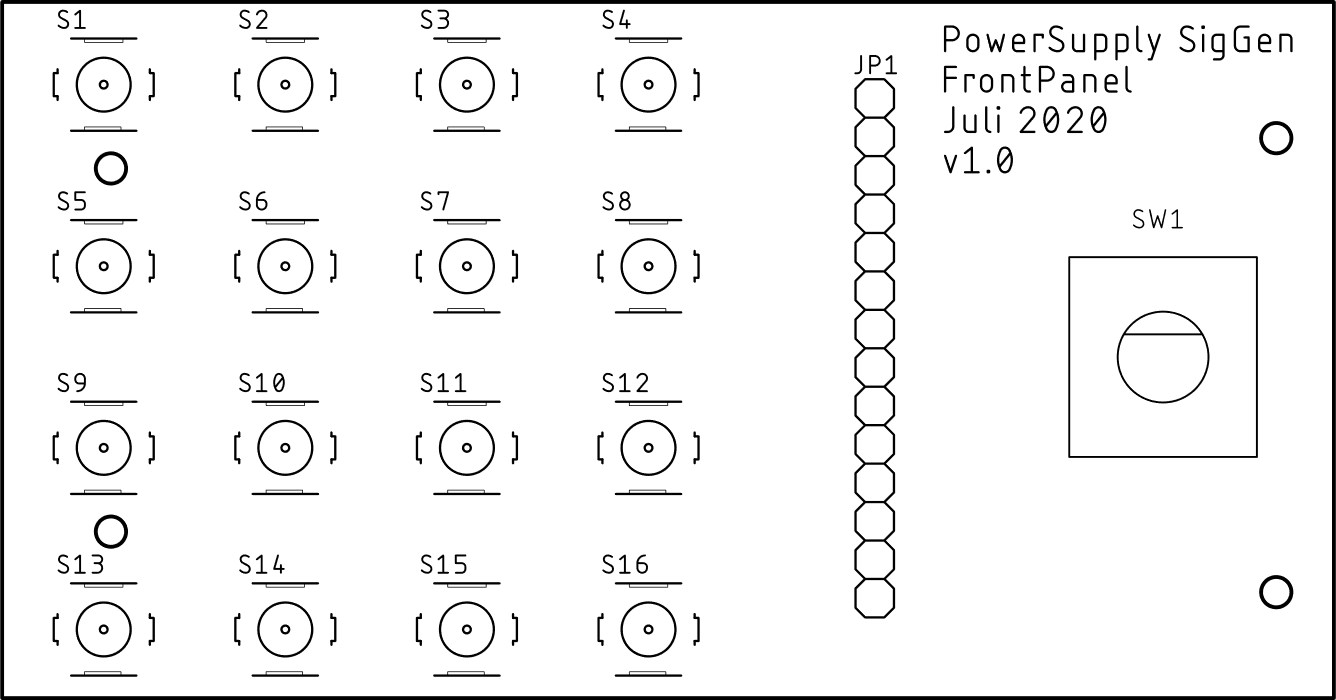 S1 S2 S3 S4
JP1
PowerSupply SigGen
FrontPanel
Juli 2020
v1.0
S5 S6 S7 S8
SW1
S9 S10 S11 S12
S13 S14 S15 S16